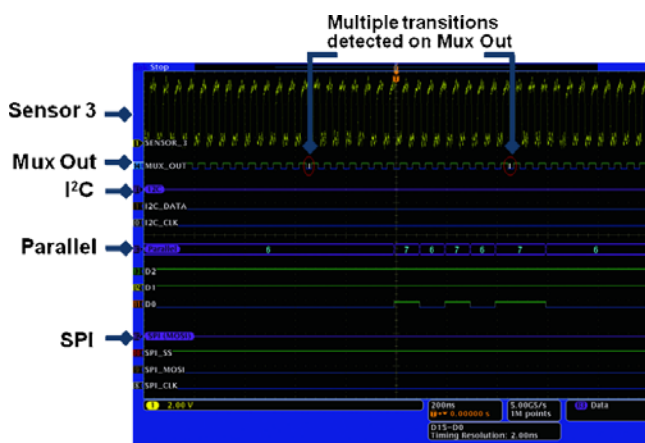 Multiple transitions
detected on Mux Out
Stop
Sensor 3
SENSOR_3
Mux Out
MUX_OUT
I²C
I2C
I2C_DATA
I2C_CLK
Parallel
Parallel 6 7 6 7 6 7 6
D2
D1
D0
SPI
SPI (MOSI)
SPI_SS
SPI_MOSI
SPI_CLK
1 2.00 V
200ns
0.00000 s
5.00GS/s
1M points
Data
D15-D0
Timing Resolution: 2.00ns